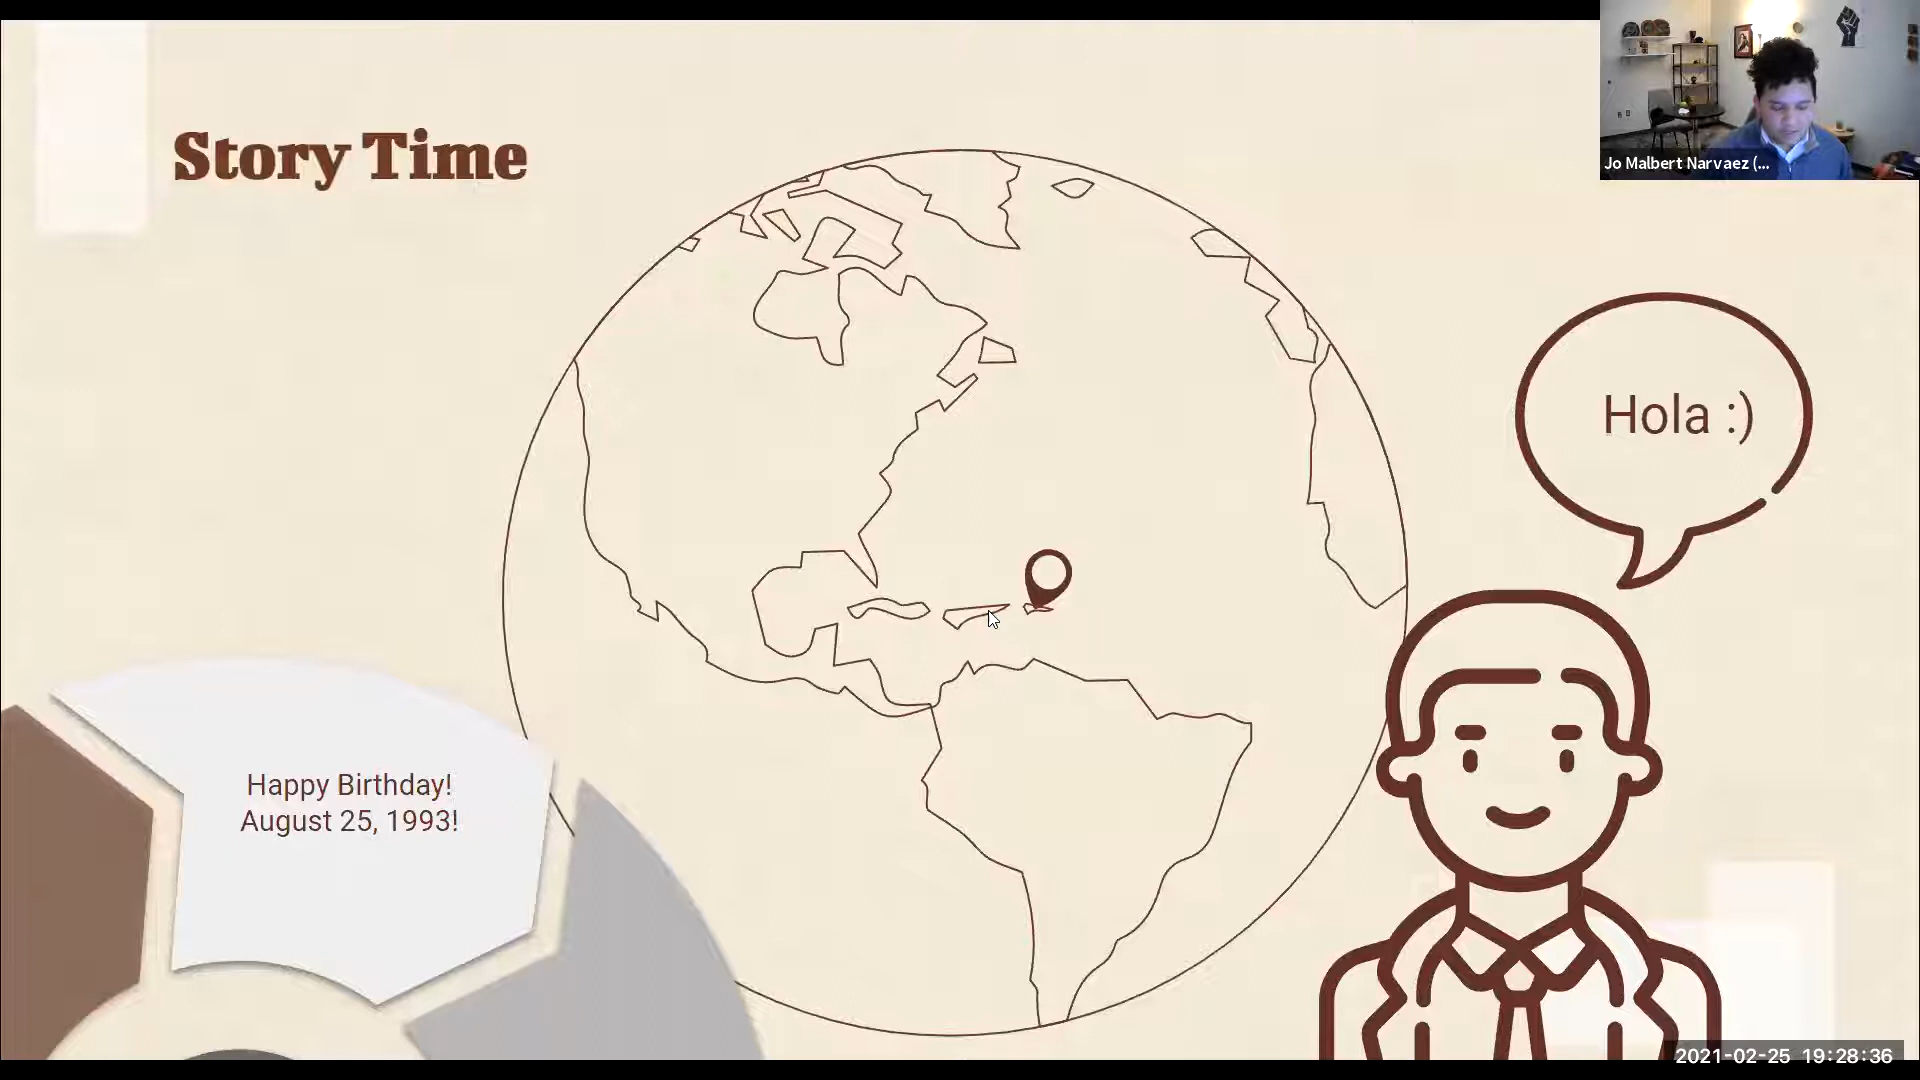 Story Time
Jo Malbert Narvaez (...
Hola :)
Happy Birthday!
August 25, 1993!
2021-02-25 19:28:36